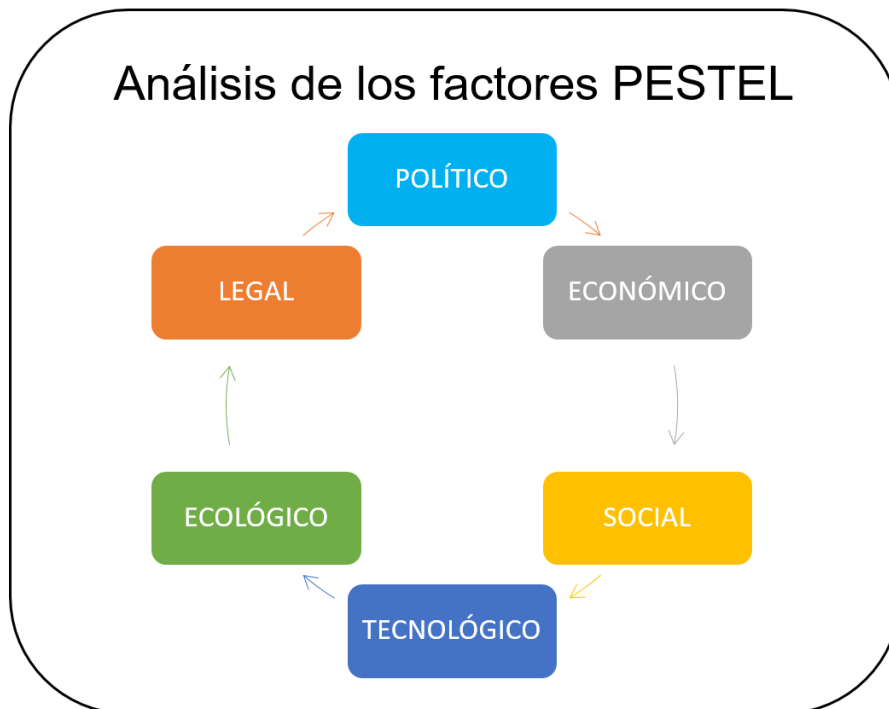 Análisis de los factores PESTEL
POLÍTICO
ECONÓMICO
SOCIAL
TECNOLÓGICO
ECOLÓGICO
LEGAL